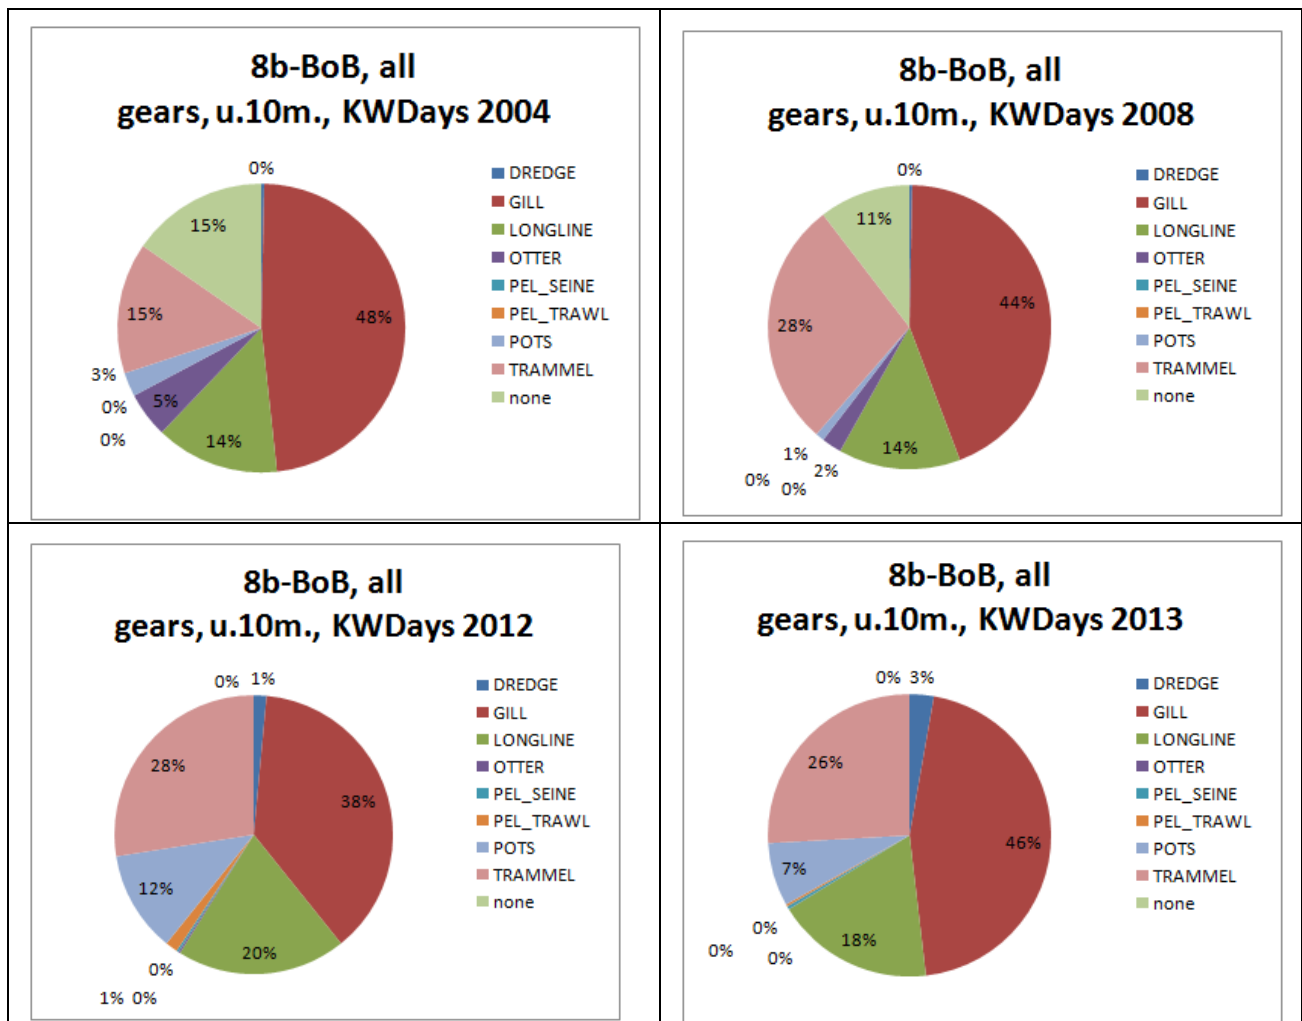 8b-BoB, all
gears, u.10m., KWDays 2004
0%
15%
15%
48%
3%
0%
5%
0%
14%
DREDGE
GILL
LONGLINE
OTTER
PEL_SEINE
PEL_TRAWL
POTS
TRAMMEL
none
8b-BoB, all
gears, u.10m., KWDays 2008
0%
11%
44%
28%
14%
1%
2%
0%
0%
DREDGE
GILL
LONGLINE
OTTER
PEL_SEINE
PEL_TRAWL
POTS
TRAMMEL
none
8b-BoB, all
gears, u.10m., KWDays 2012
0% 1%
28%
38%
12%
20%
0%
1% 0%
DREDGE
GILL
LONGLINE
OTTER
PEL_SEINE
PEL_TRAWL
POTS
TRAMMEL
none
8b-BoB, all
gears, u.10m., KWDays 2013
0% 3%
26%
46%
7%
18%
0%
0%
0%
DREDGE
GILL
LONGLINE
OTTER
PEL_SEINE
PEL_TRAWL
POTS
TRAMMEL
none